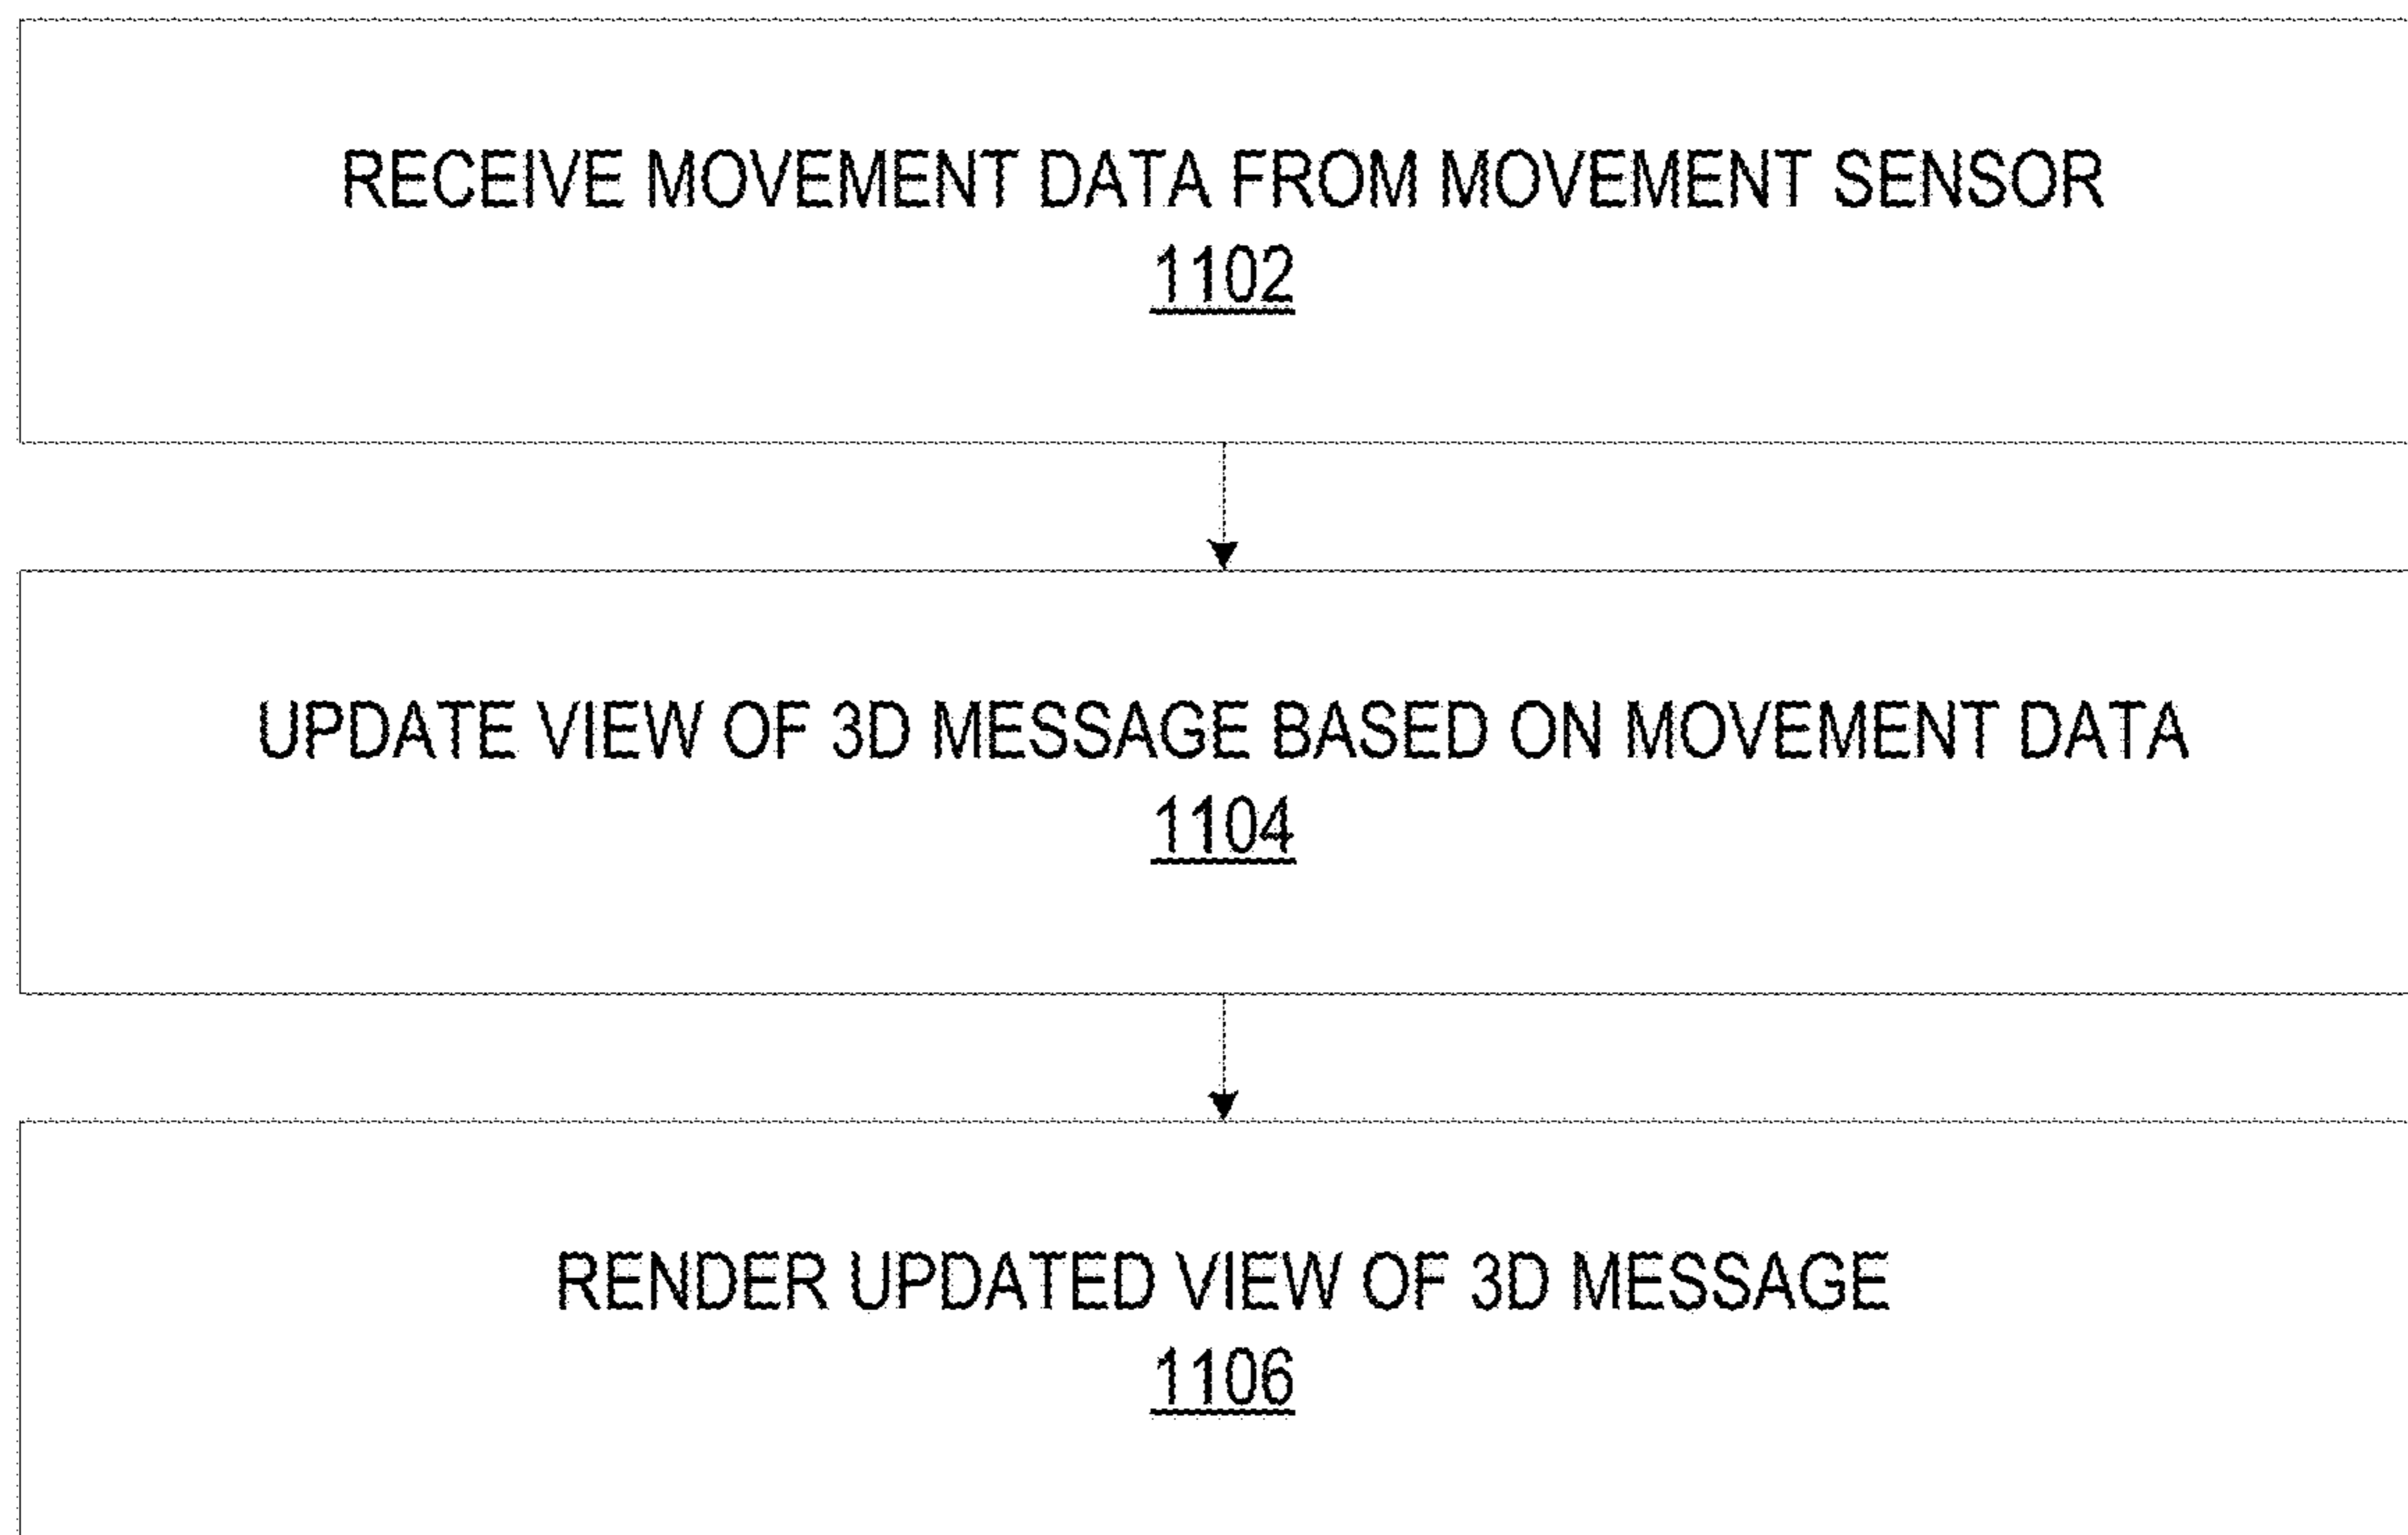 RECEIVE MOVEMENT DATA FROM MOVEMENT SENSOR
1102
UPDATE VIEW OF 3D MESSAGE BASED ON MOVEMENT DATA
1104
RENDER UPDATED VIEW OF 3D MESSAGE
1106